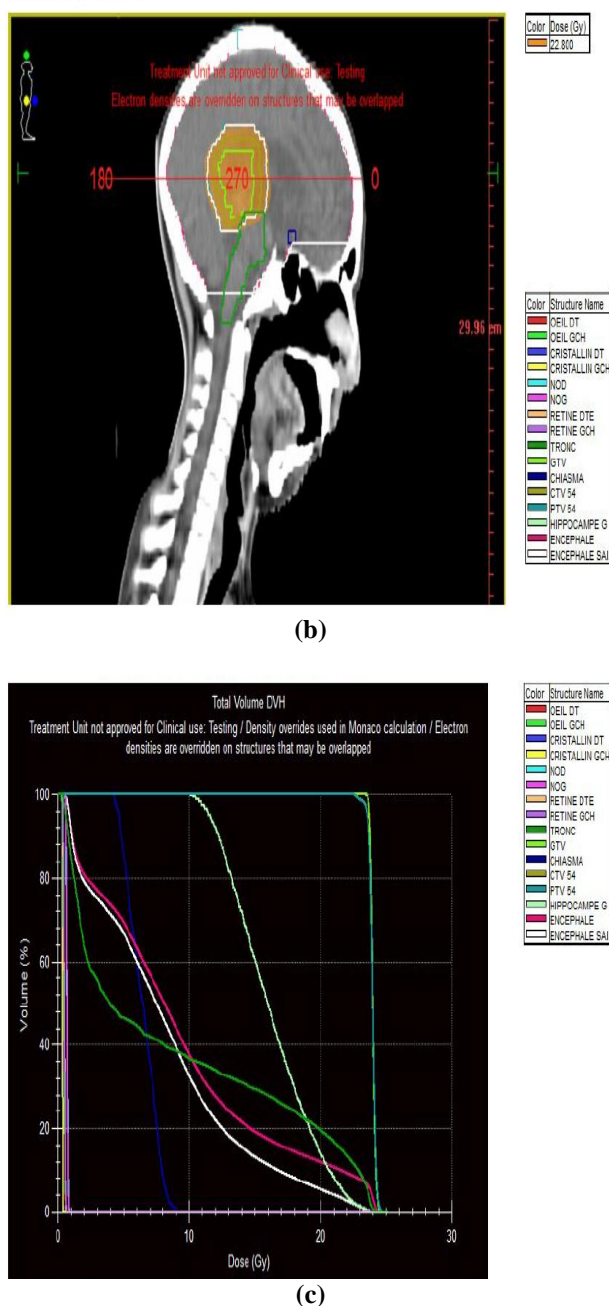 Color Dose (Gy)
22.800
Treatment Unit not approved for Clinical use: Testing
Electron densities are overridden on structures that may be overlapped
180 270 0
29.96 cm
Color Structure Name
OEIL DT
OEIL GCH
CRISTALLIN DT
CRISTALLIN GCH
NOD
NOG
RETINE DTE
RETINE GCH
TRONC
GTV
CHIASMA
CTV 54
PTV 54
HIPPOCAMPE G
ENCEPHALE
ENCEPHALE SAI
(b)
Total Volume DVH
Treatment Unit not approved for Clinical use: Testing / Density overides used in Monaco calculation / Electron
densities are overridden on structures that may be overlapped
100
80
60
40
20
0
Volume (%)
0 10 20 30
Dose (Gy)
Color Structure Name
OEIL DT
OEIL GCH
CRISTALLIN DT
CRISTALLIN GCH
NOD
NOG
RETINE DTE
RETINE GCH
TRONC
GTV
CHIASMA
CTV 54
PTV 54
HIPPOCAMPE G
ENCEPHALE
ENCEPHALE SAI
(c)